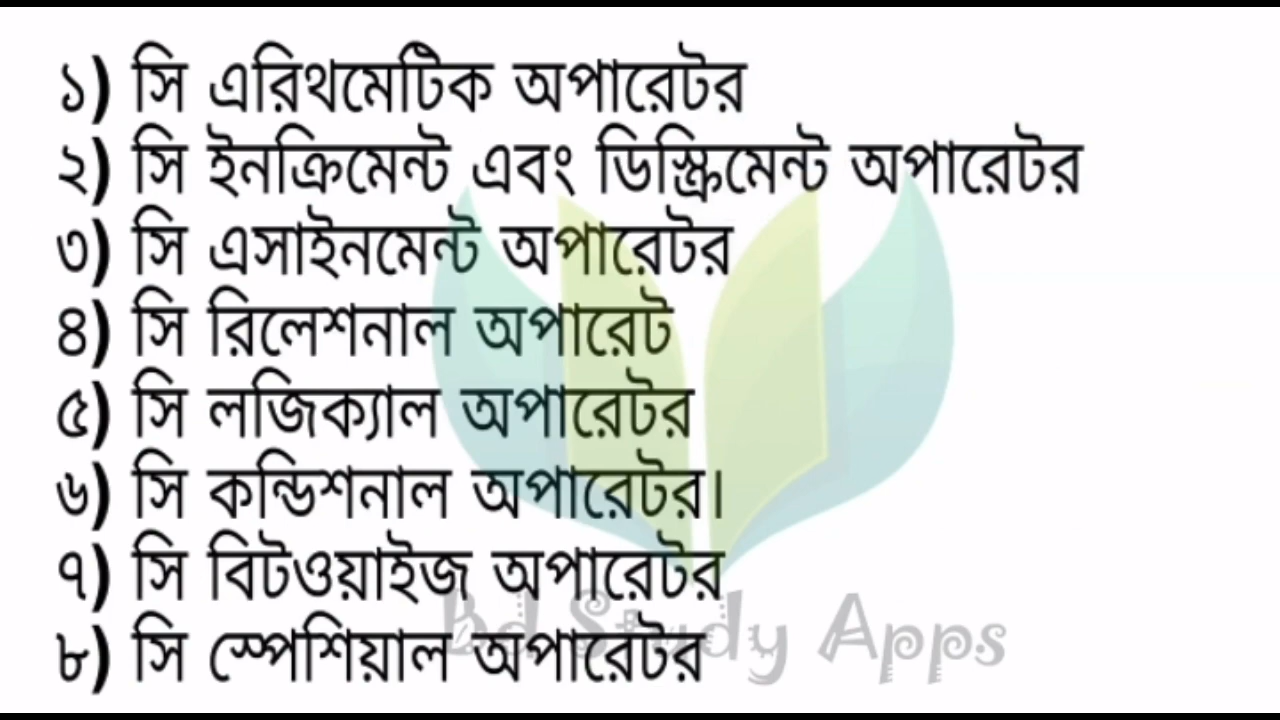 ১) সি এরিথমেটিক অপারেটর
২) সি ইনক্রিমেন্ট এবং ডিস্ক্রিমেন্ট অপারেটর
৩) সি এসাইনমেন্ট অপারেটর
৪) সি রিলেশনাল অপারেট
৫) সি লজিক্যাল অপারেটর
৬) সি কন্ডিশনাল অপারেটর।
৭) সি বিটওয়াইজ অপারেটর
৮) সি স্পেশিয়াল অপারেটর
Bd Study Apps